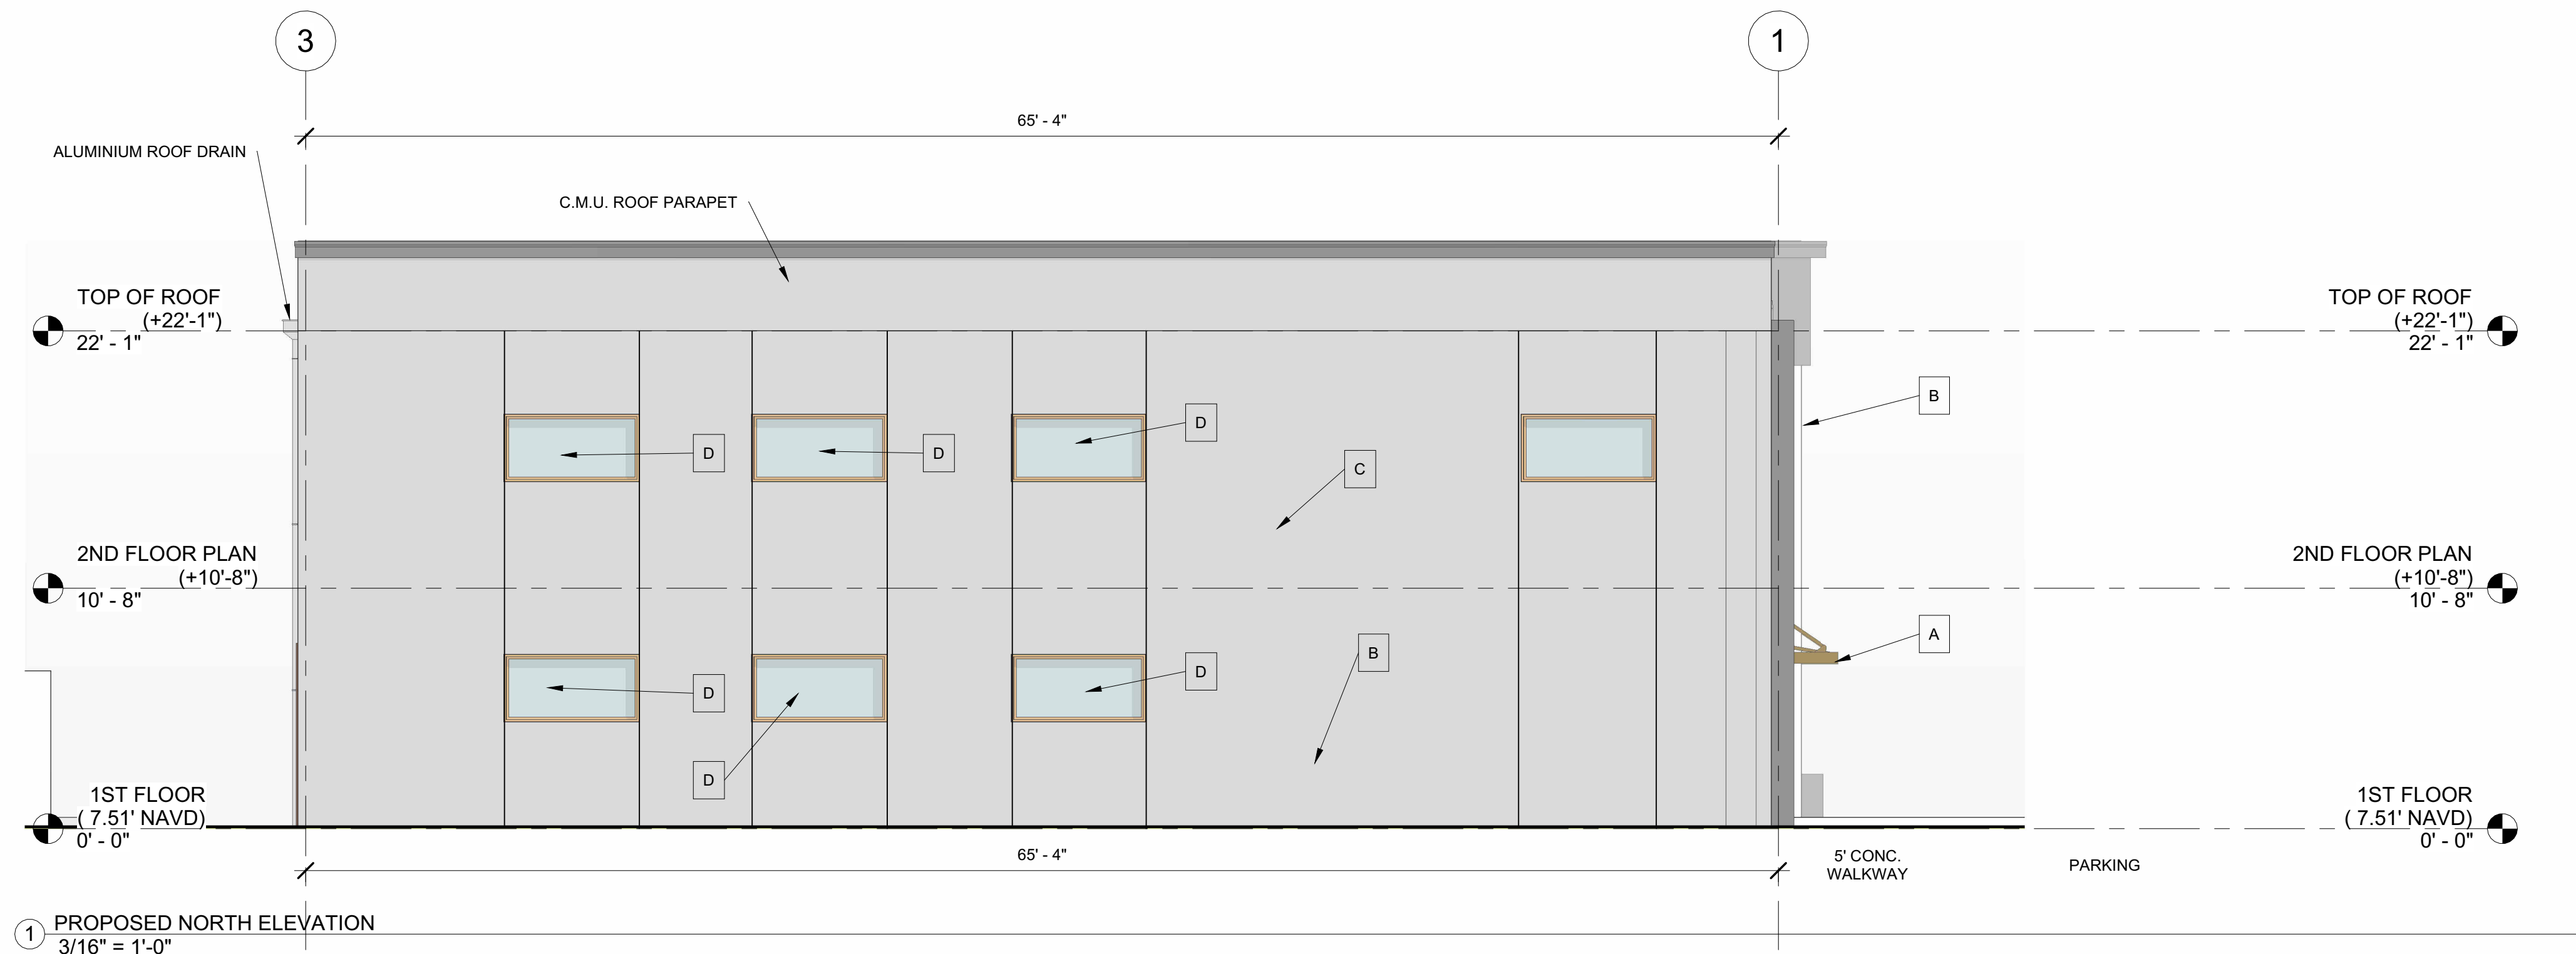 3
1
65' - 4"
ALUMINIUM ROOF DRAIN
C.M.U. ROOF PARAPET
TOP OF ROOF
(+22'-1")
22' - 1"
TOP OF ROOF
(+22'-1")
22' - 1"
B
D
D
D
C
2ND FLOOR PLAN
(+10'-8")
10' - 8"
2ND FLOOR PLAN
(+10'-8")
10' - 8"
A
B
D
D
D
1ST FLOOR
( 7.51' NAVD)
0' - 0"
1ST FLOOR
( 7.51' NAVD)
0' - 0"
65' - 4"
5' CONC.
WALKWAY
PARKING
1
PROPOSED NORTH ELEVATION
3/16" = 1'-0"